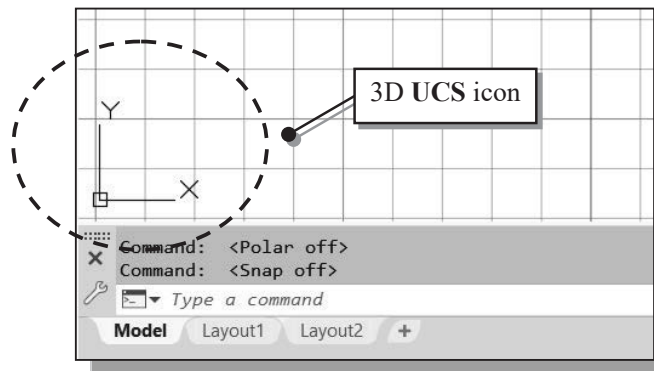 3D UCS icon
Y
X
Command: <Polar off>
Command: <Snap off>
Type a command
Model Layout1 Layout2 +